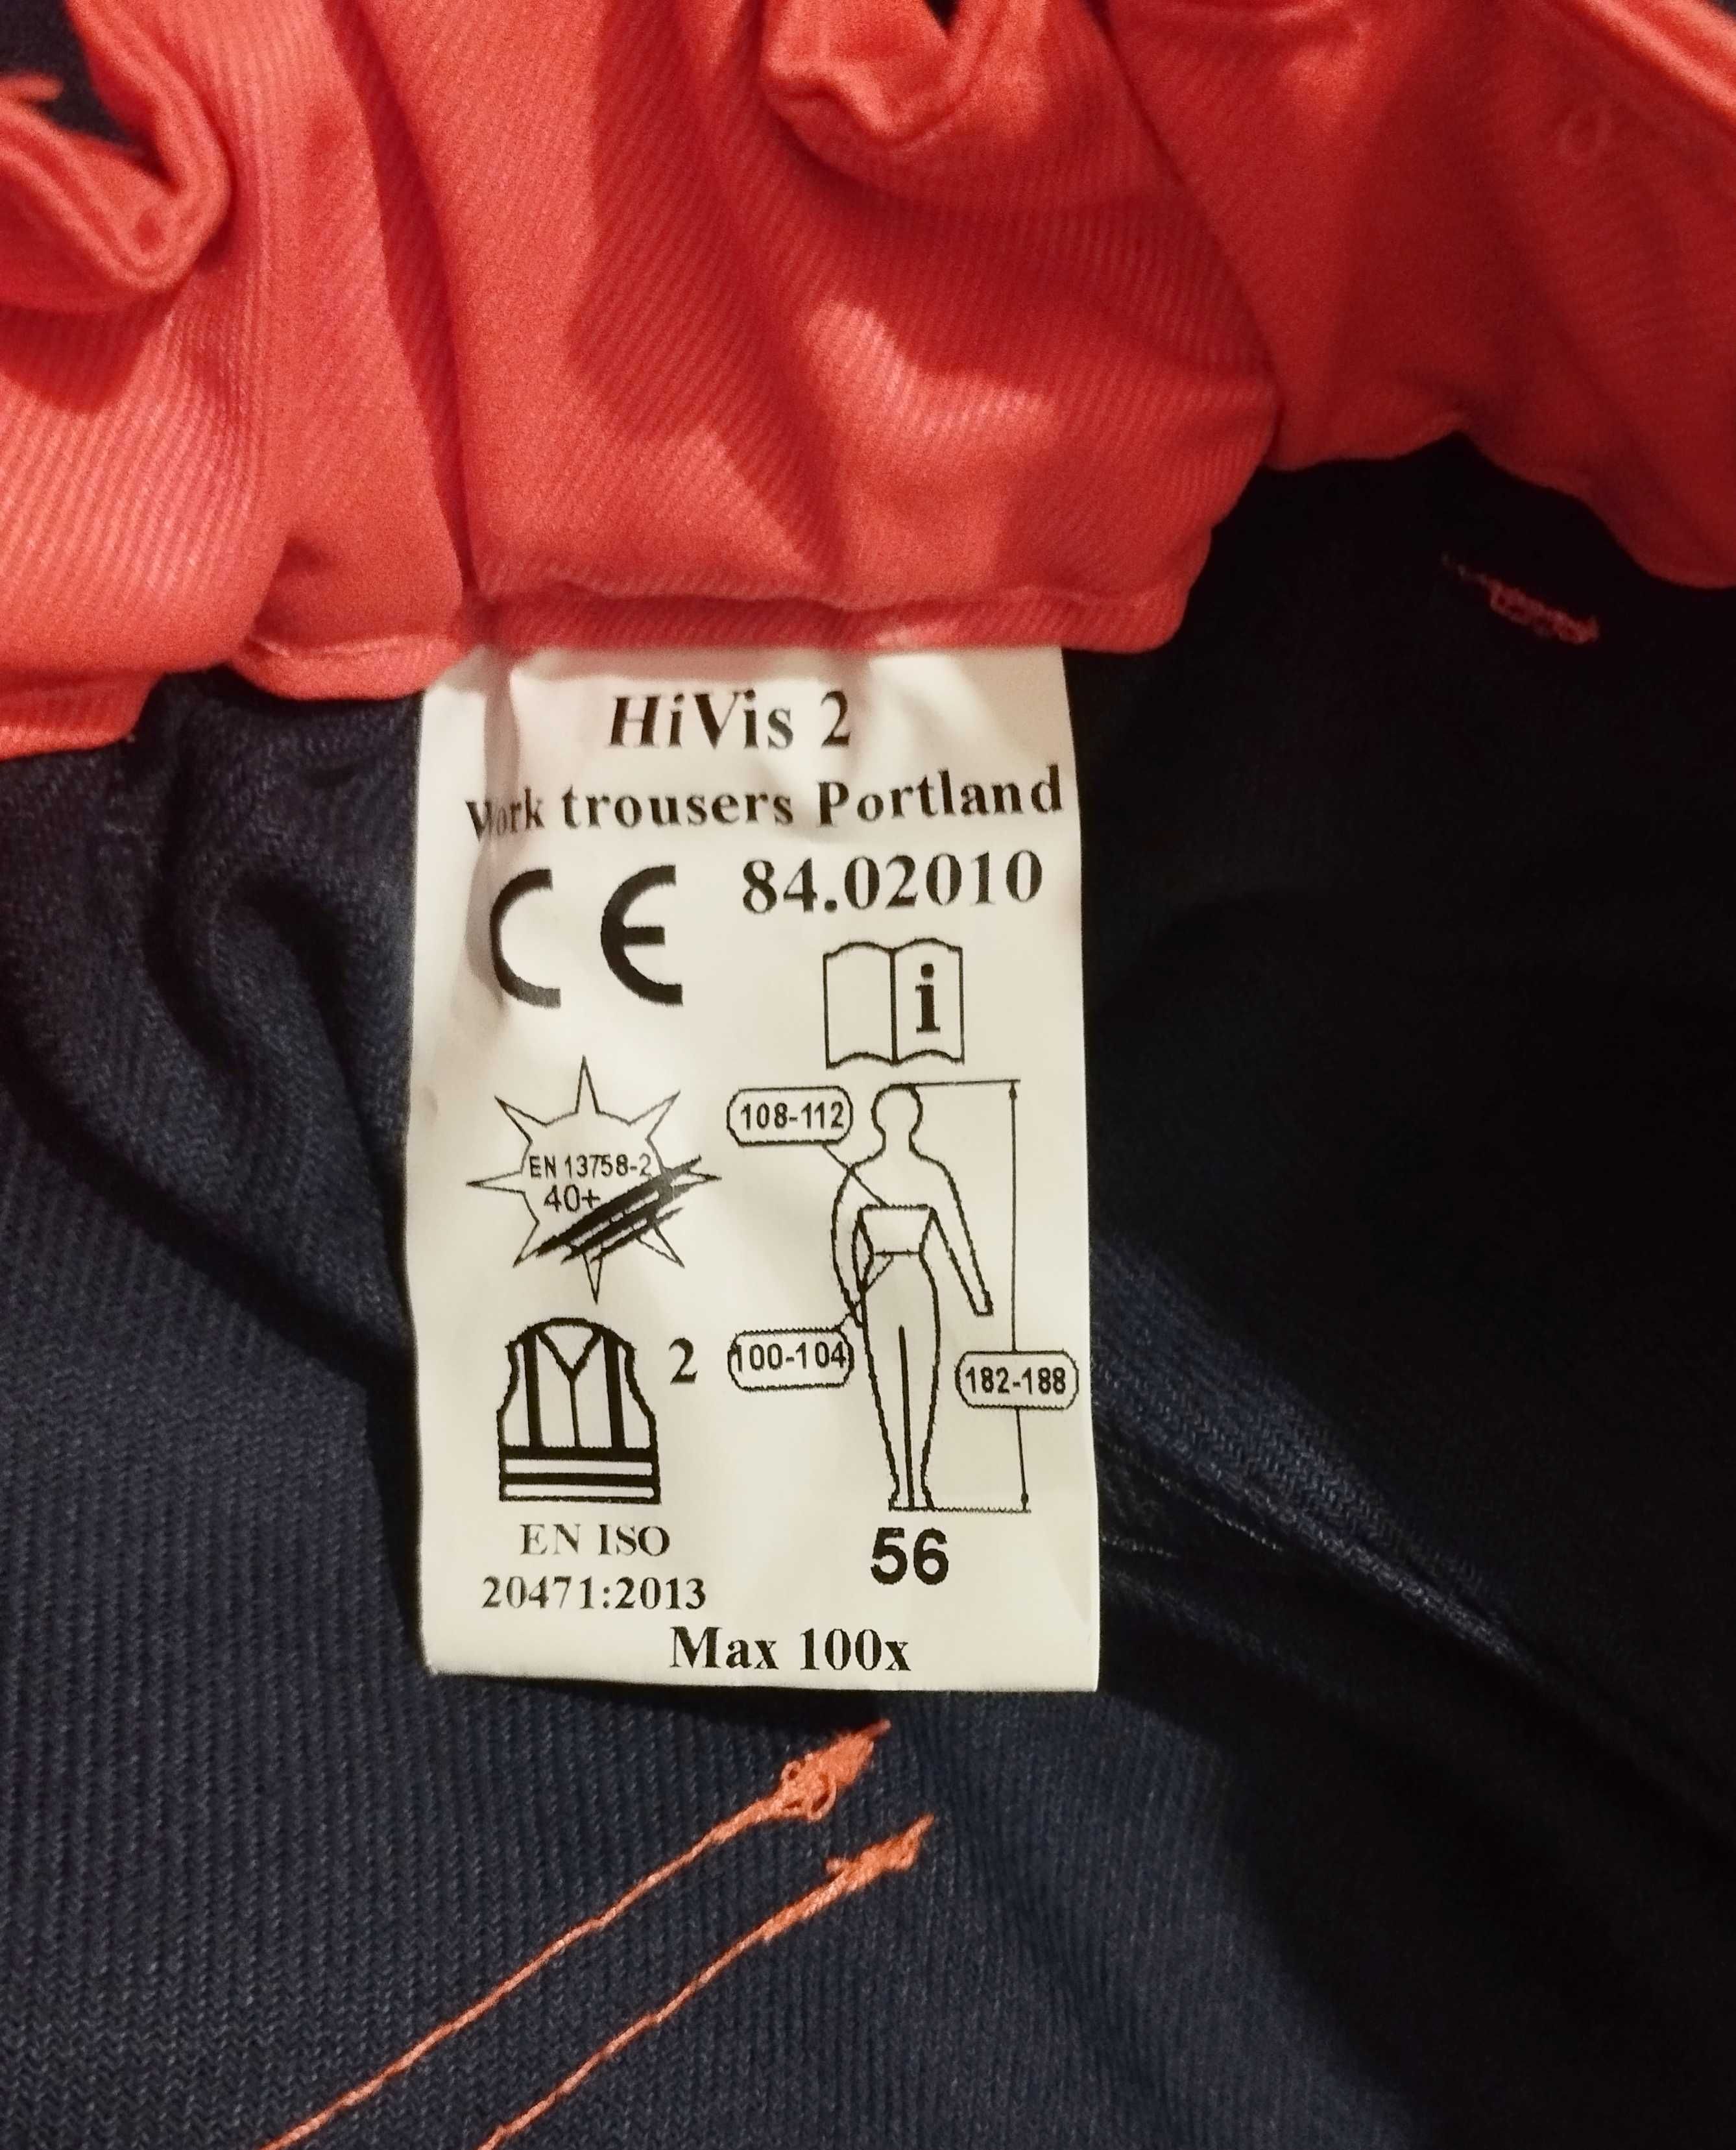 HiVis 2
Work trousers Portland
CE 84.02010
i
108-112
EN 13758-2
40+
2
100-104
182-188
EN ISO
20471:2013
56
Max 100x